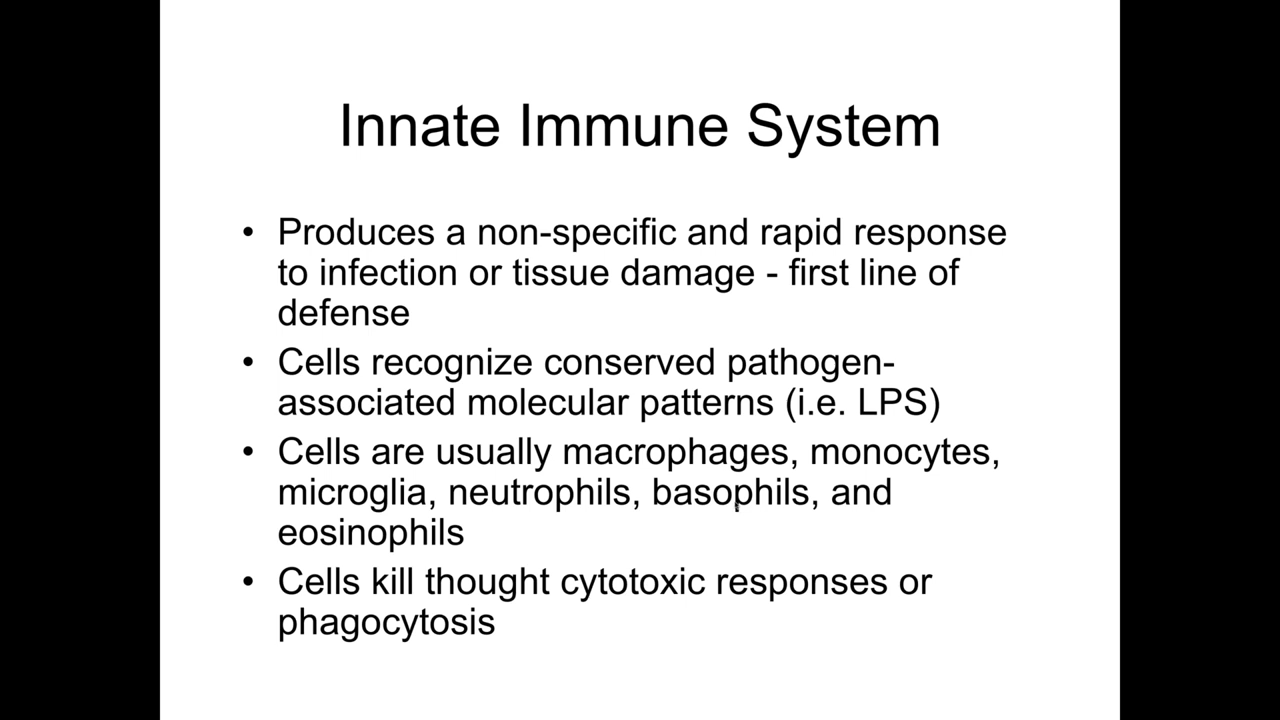 Innate Immune System
• Produces a non-specific and rapid response
to infection or tissue damage - first line of
defense
• Cells recognize conserved pathogen-
associated molecular patterns (i.e. LPS)
• Cells are usually macrophages, monocytes,
microglia, neutrophils, basophils, and
eosinophils
• Cells kill thought cytotoxic responses or
phagocytosis